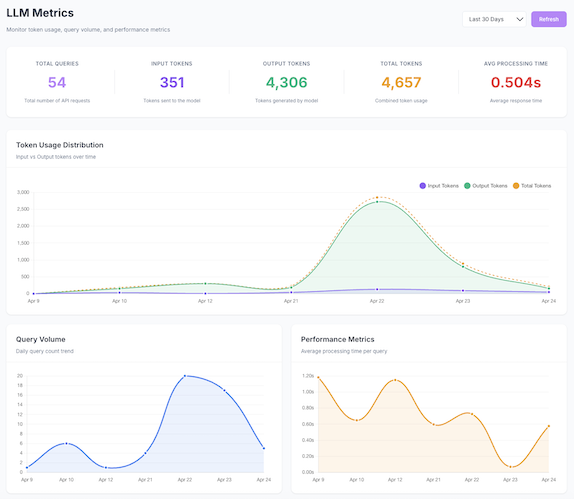 LLM Metrics
Monitor token usage, query volume, and performance metrics
Last 30 Days
Refresh
TOTAL QUERIES
54
Total number of API requests
INPUT TOKENS
351
Tokens sent to the model
OUTPUT TOKENS
4,306
Tokens generated by model
TOTAL TOKENS
4,657
Combined token usage
AVG PROCESSING TIME
0.504s
Average response time
Token Usage Distribution
Input vs Output tokens over time
Input Tokens
Output Tokens
Total Tokens
3,000
2,500
2,000
1,500
1,000
500
0
Apr 9
Apr 10
Apr 12
Apr 21
Apr 22
Apr 23
Apr 24
Query Volume
Daily query count trend
20
18
16
14
12
10
8
6
4
2
0
Apr 9
Apr 10
Apr 12
Apr 21
Apr 22
Apr 23
Apr 24
Performance Metrics
Average processing time per query
1.20s
1.00s
0.80s
0.60s
0.40s
0.20s
0.00s
Apr 9
Apr 10
Apr 12
Apr 21
Apr 22
Apr 23
Apr 24